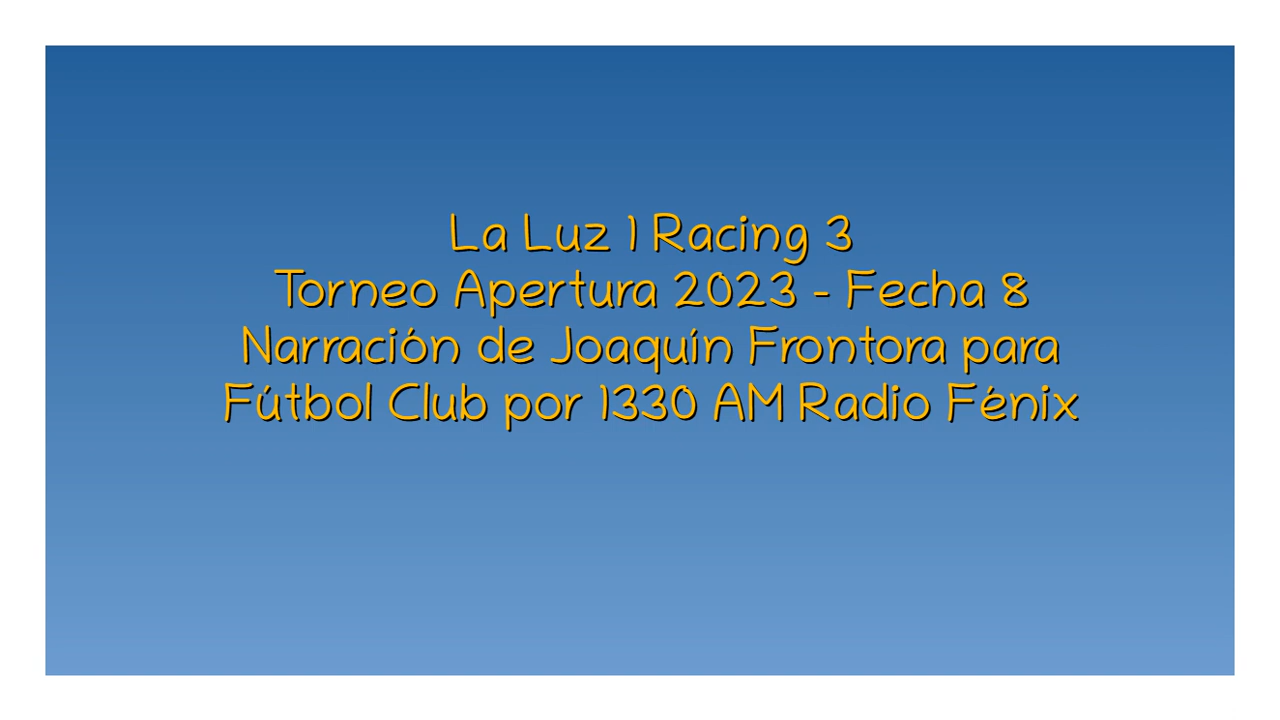 La Luz 1 Racing 3
Torneo Apertura 2023 - Fecha 8
Narración de Joaquín Frontora para
Fútbol Club por 1330 AM Radio Fénix